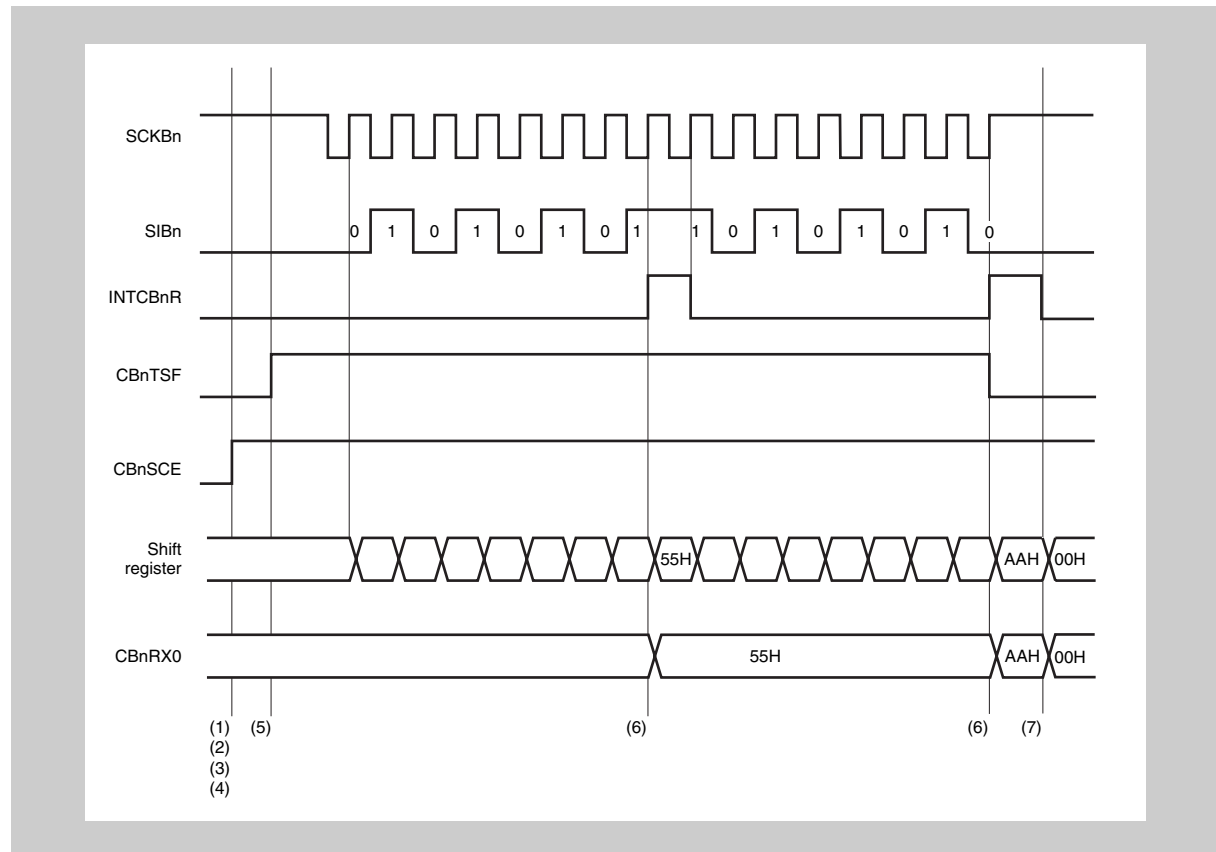 SCKBn
SIBn 0 1 0 1 0 1 0 1 1 0 1 0 1 0 1 0
INTCBnR
CBnTSF
CBnSCE
Shift
register
55H AAH 00H
CBnRX0 55H AAH 00H
(1) (5) (6) (6) (7)
(2)
(3)
(4)